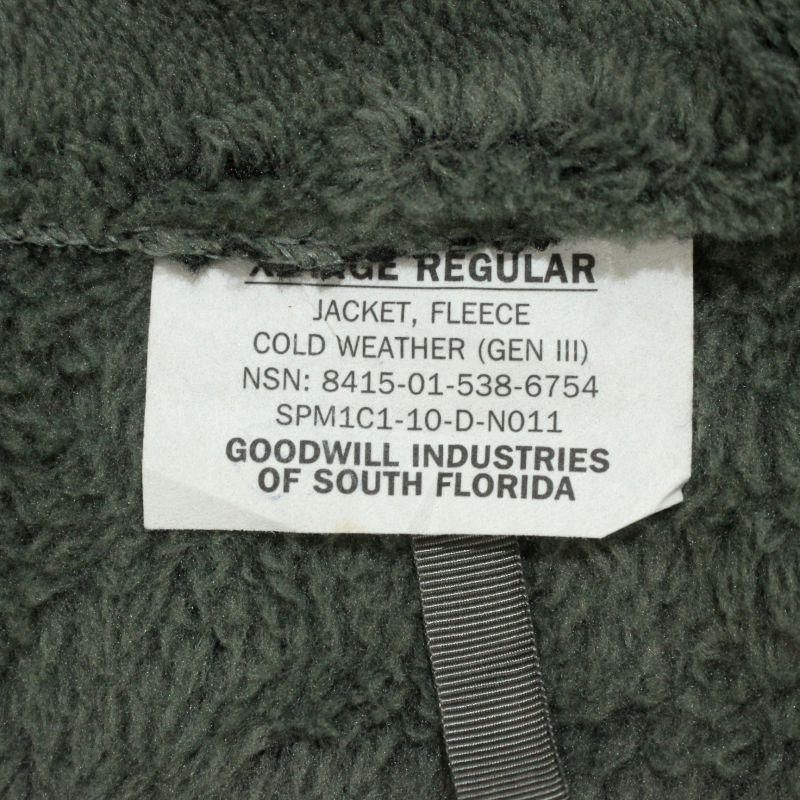 REGULAR
JACKET, FLEECE
COLD WEATHER (GEN III)
NSN: 8415-01-538-6754
SPM1C1-10-D-N011
GOODWILL INDUSTRIES
OF SOUTH FLORIDA